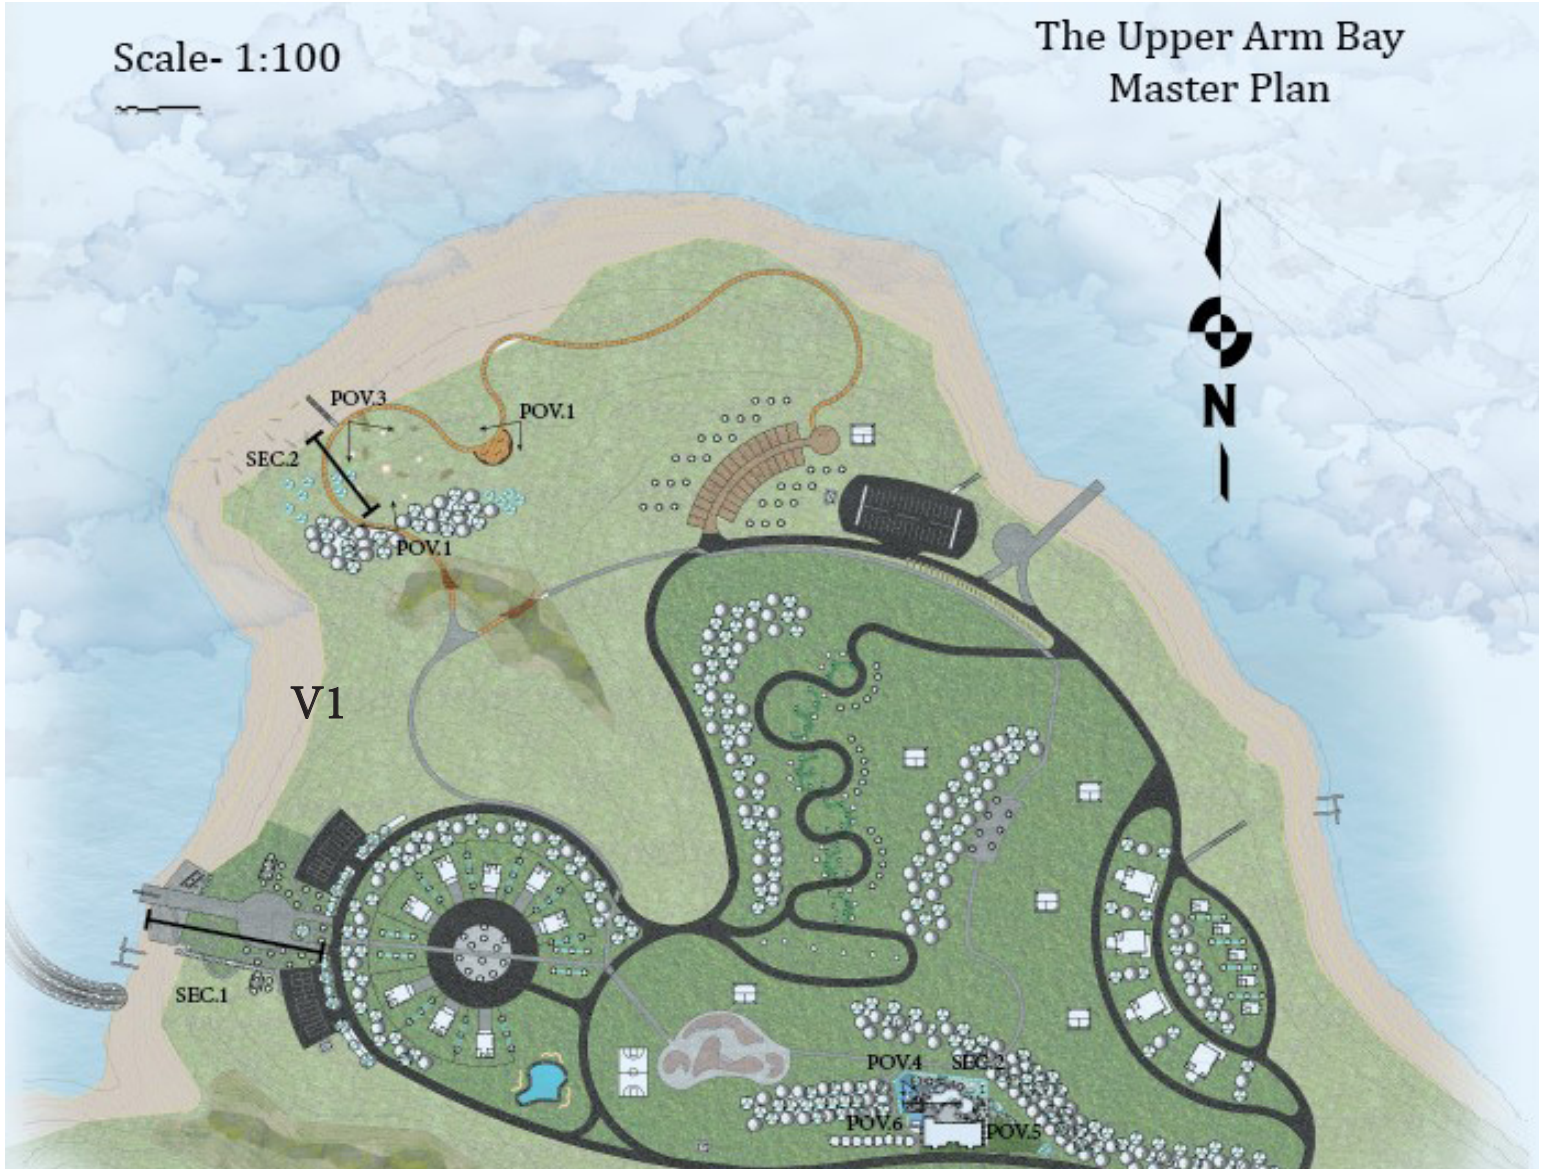 Scale- 1:100
The Upper Arm Bay
Master Plan
N
POV.3
POV.1
SEC.2
POV.1
V1
SEC.1
POV.4
SEC.2
POV.6
POV.5